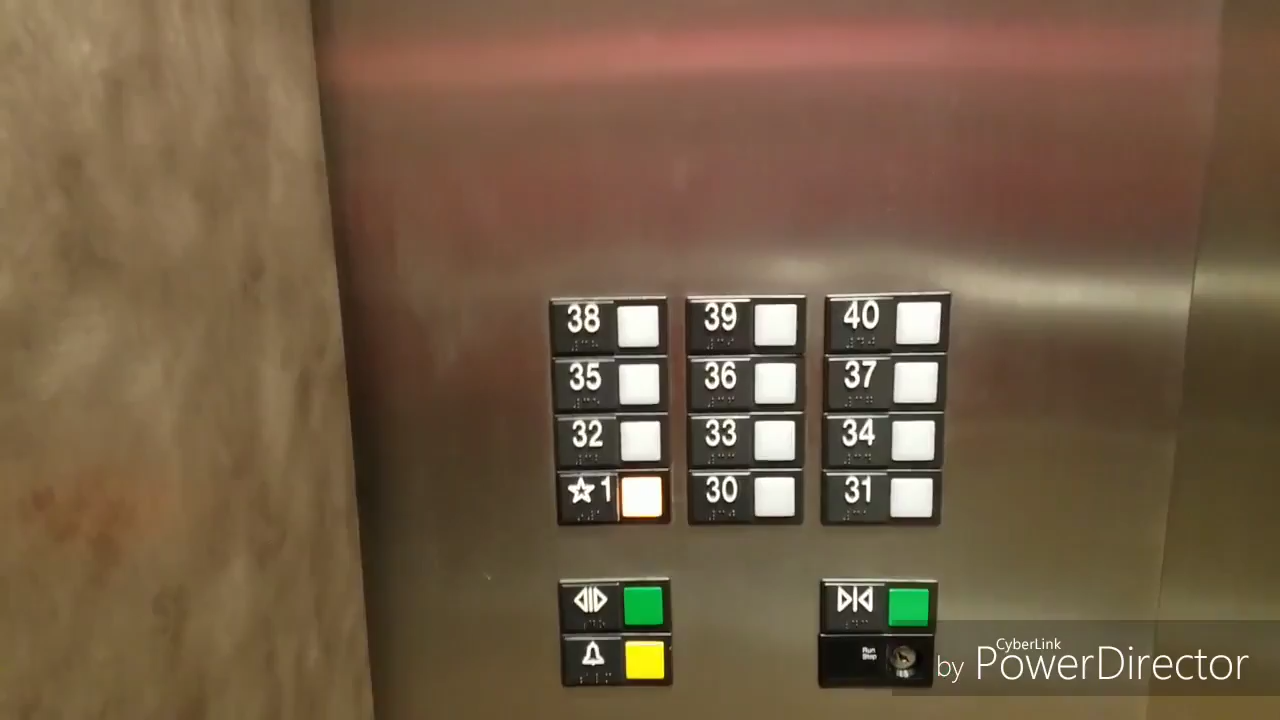 38 39 40
35 36 37
32 33 34
☆1 30 31
Run
Stop
CyberLink
by PowerDirector